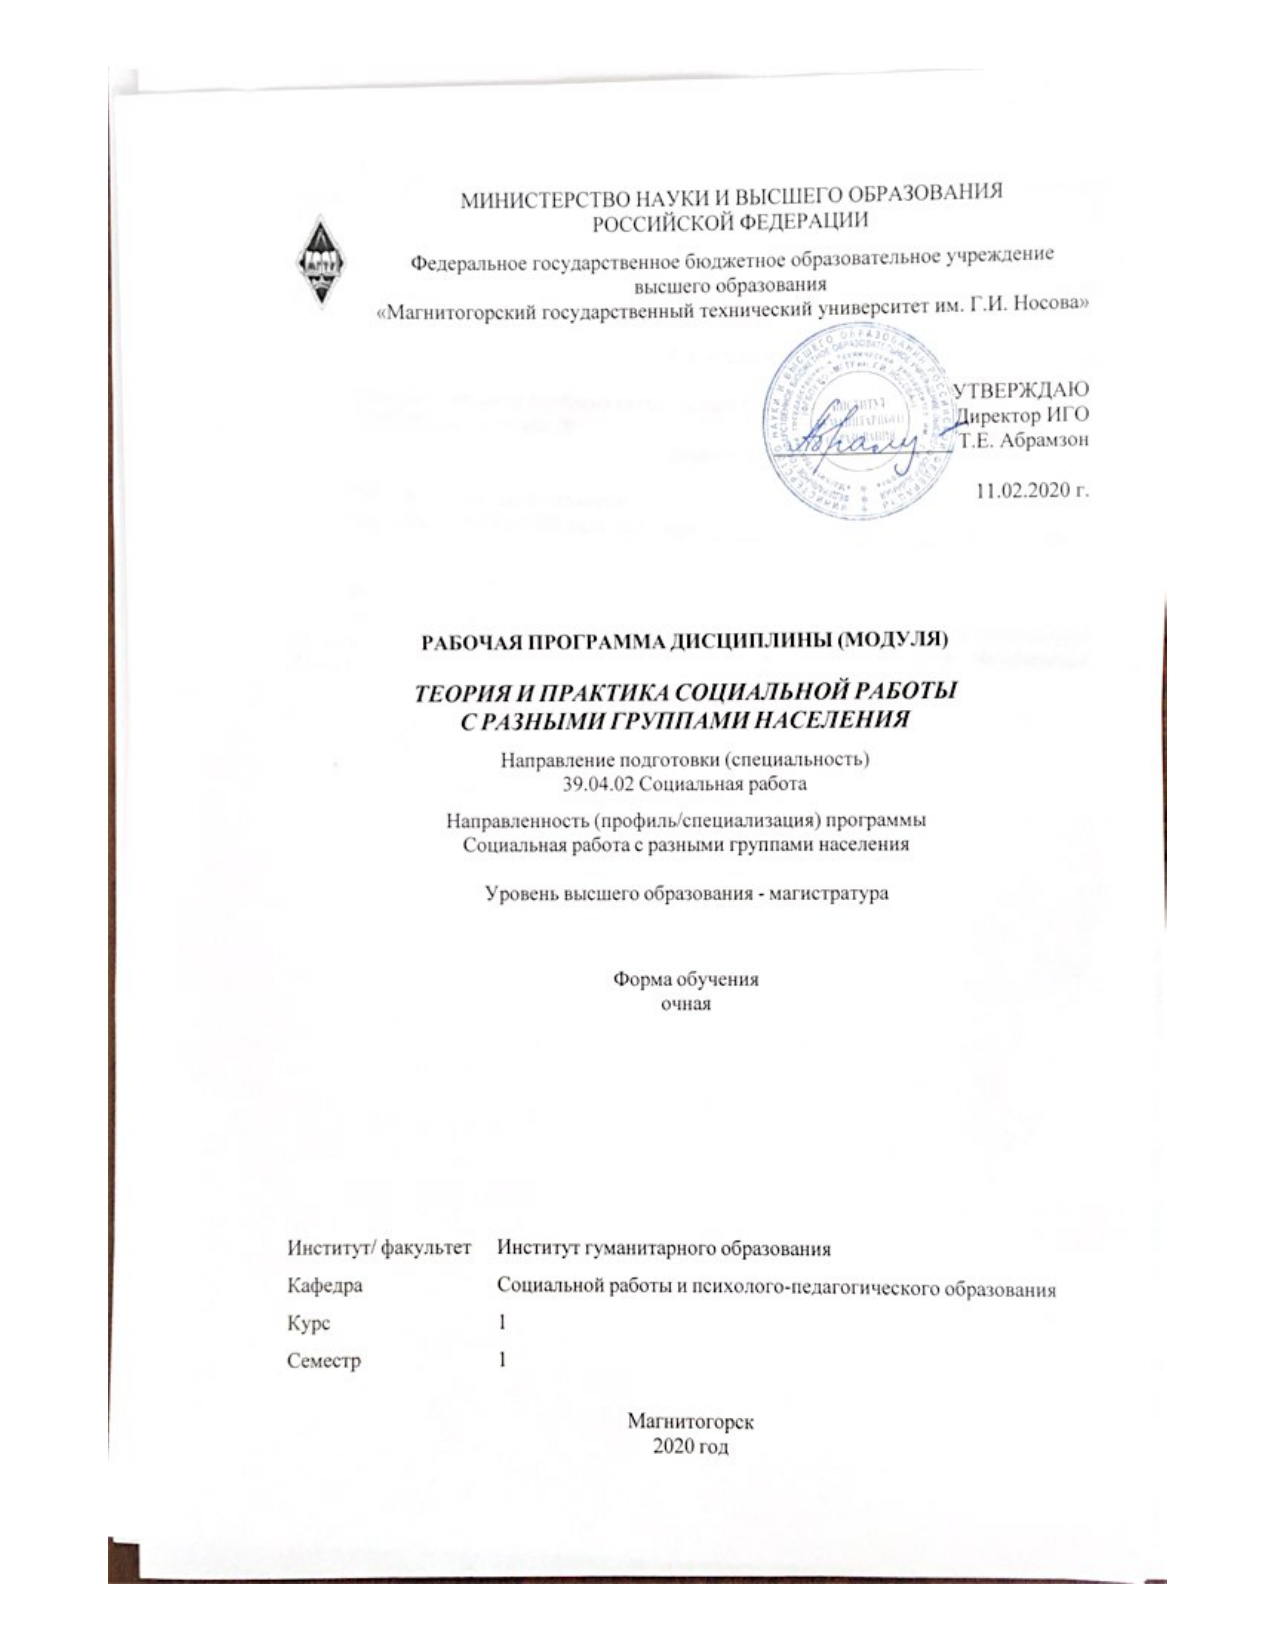 МИНИСТЕРСТВО НАУКИ И ВЫСШЕГО ОБРАЗОВАНИЯ
РОССИЙСКОЙ ФЕДЕРАЦИИ
Федеральное государственное бюджетное образовательное учреждение
высшего образования
«Магнитогорский государственный технический университет им. Г.И. Носова»
УТВЕРЖДАЮ
Директор ИГО
Т.Е. Абрамзон
11.02.2020 г.
РАБОЧАЯ ПРОГРАММА ДИСЦИПЛИНЫ (МОДУЛЯ)
ТЕОРИЯ И ПРАКТИКА СОЦИАЛЬНОЙ РАБОТЫ
С РАЗНЫМИ ГРУППАМИ НАСЕЛЕНИЯ
Направление подготовки (специальность)
39.04.02 Социальная работа
Направленность (профиль/специализация) программы
Социальная работа с разными группами населения
Уровень высшего образования - магистратура
Форма обучения
очная
Институт/ факультет Институт гуманитарного образования
Кафедра Социальной работы и психолого-педагогического образования
Курс 1
Семестр 1
Магнитогорск
2020 год